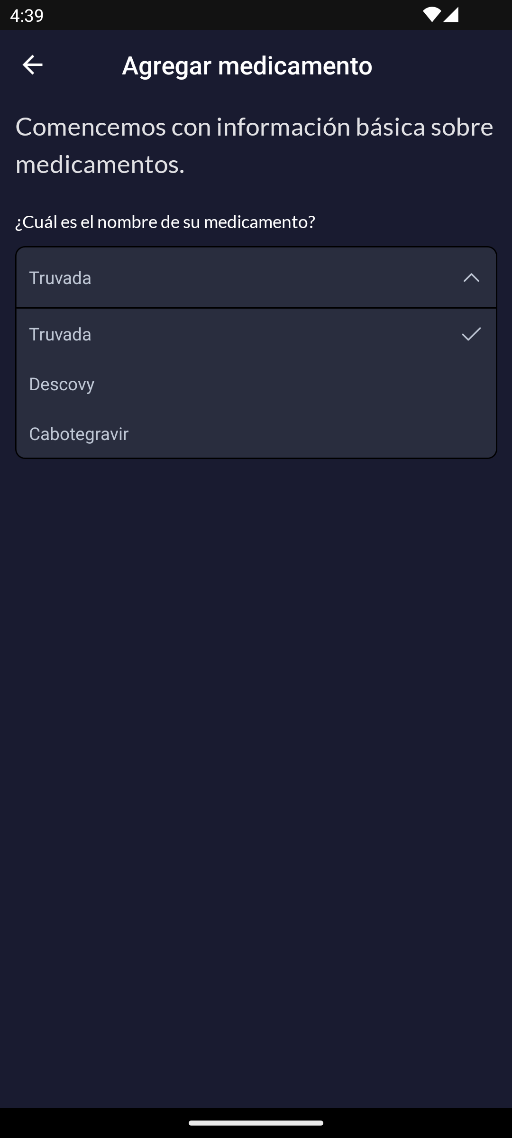 4:39
Agregar medicamento
Comencemos con información básica sobre
medicamentos.
¿Cuál es el nombre de su medicamento?
Truvada
Truvada
Descovy
Cabotegravir